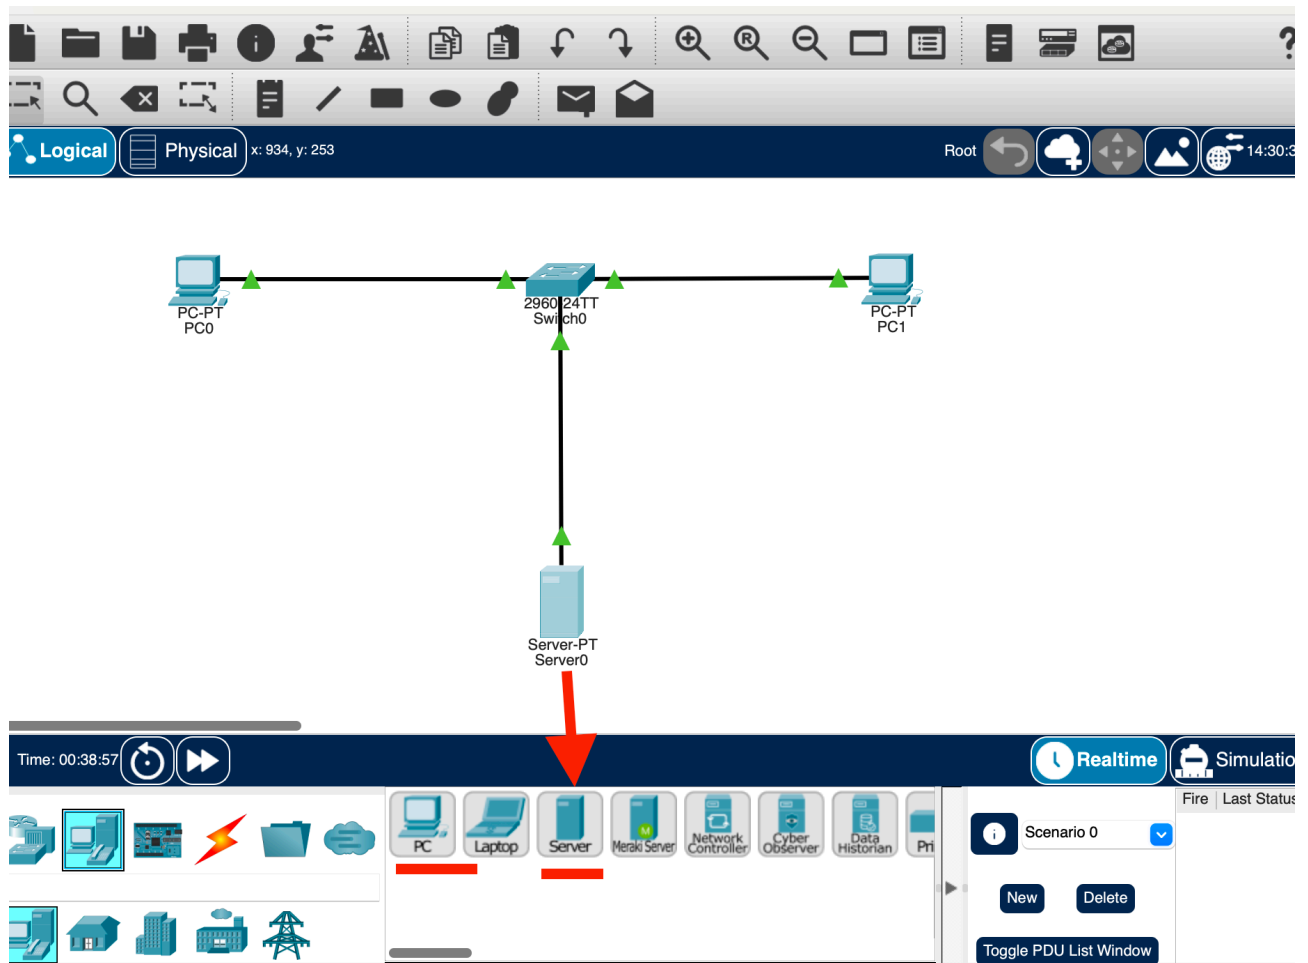 Logical
Physical
x: 934, y: 253
Root
14:30:3
PC-PT
PC0
2960-24TT
Switch0
PC-PT
PC1
Server-PT
Server0
Time: 00:38:57
Realtime
Simulatio
PC
Laptop
Server
M
Meraki Server
Network
Controller
Cyber
Observer
Data
Historian
Pri
Scenario 0
Fire
Last Status
New
Delete
Toggle PDU List Window